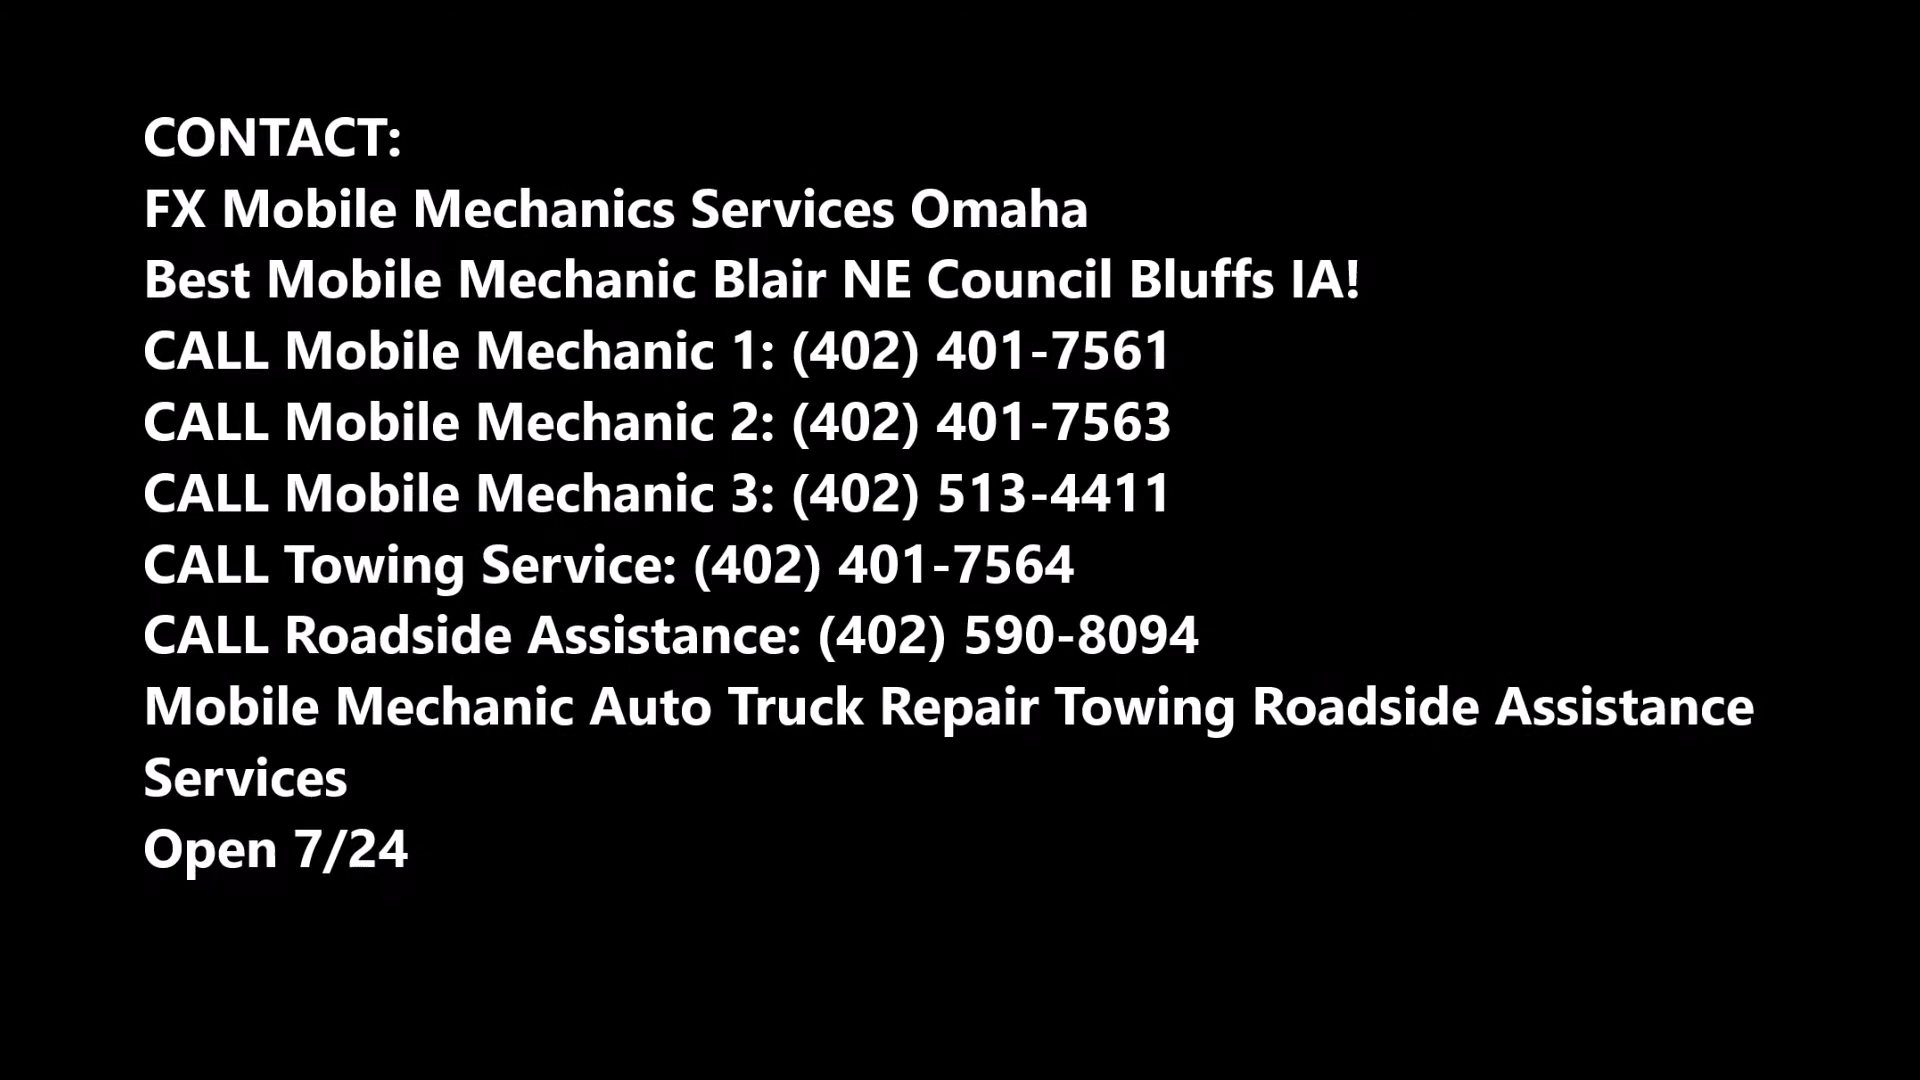 CONTACT:
FX Mobile Mechanics Services Omaha
Best Mobile Mechanic Blair NE Council Bluffs IA!
CALL Mobile Mechanic 1: (402) 401-7561
CALL Mobile Mechanic 2: (402) 401-7563
CALL Mobile Mechanic 3: (402) 513-4411
CALL Towing Service: (402) 401-7564
CALL Roadside Assistance: (402) 590-8094
Mobile Mechanic Auto Truck Repair Towing Roadside Assistance
Services
Open 7/24